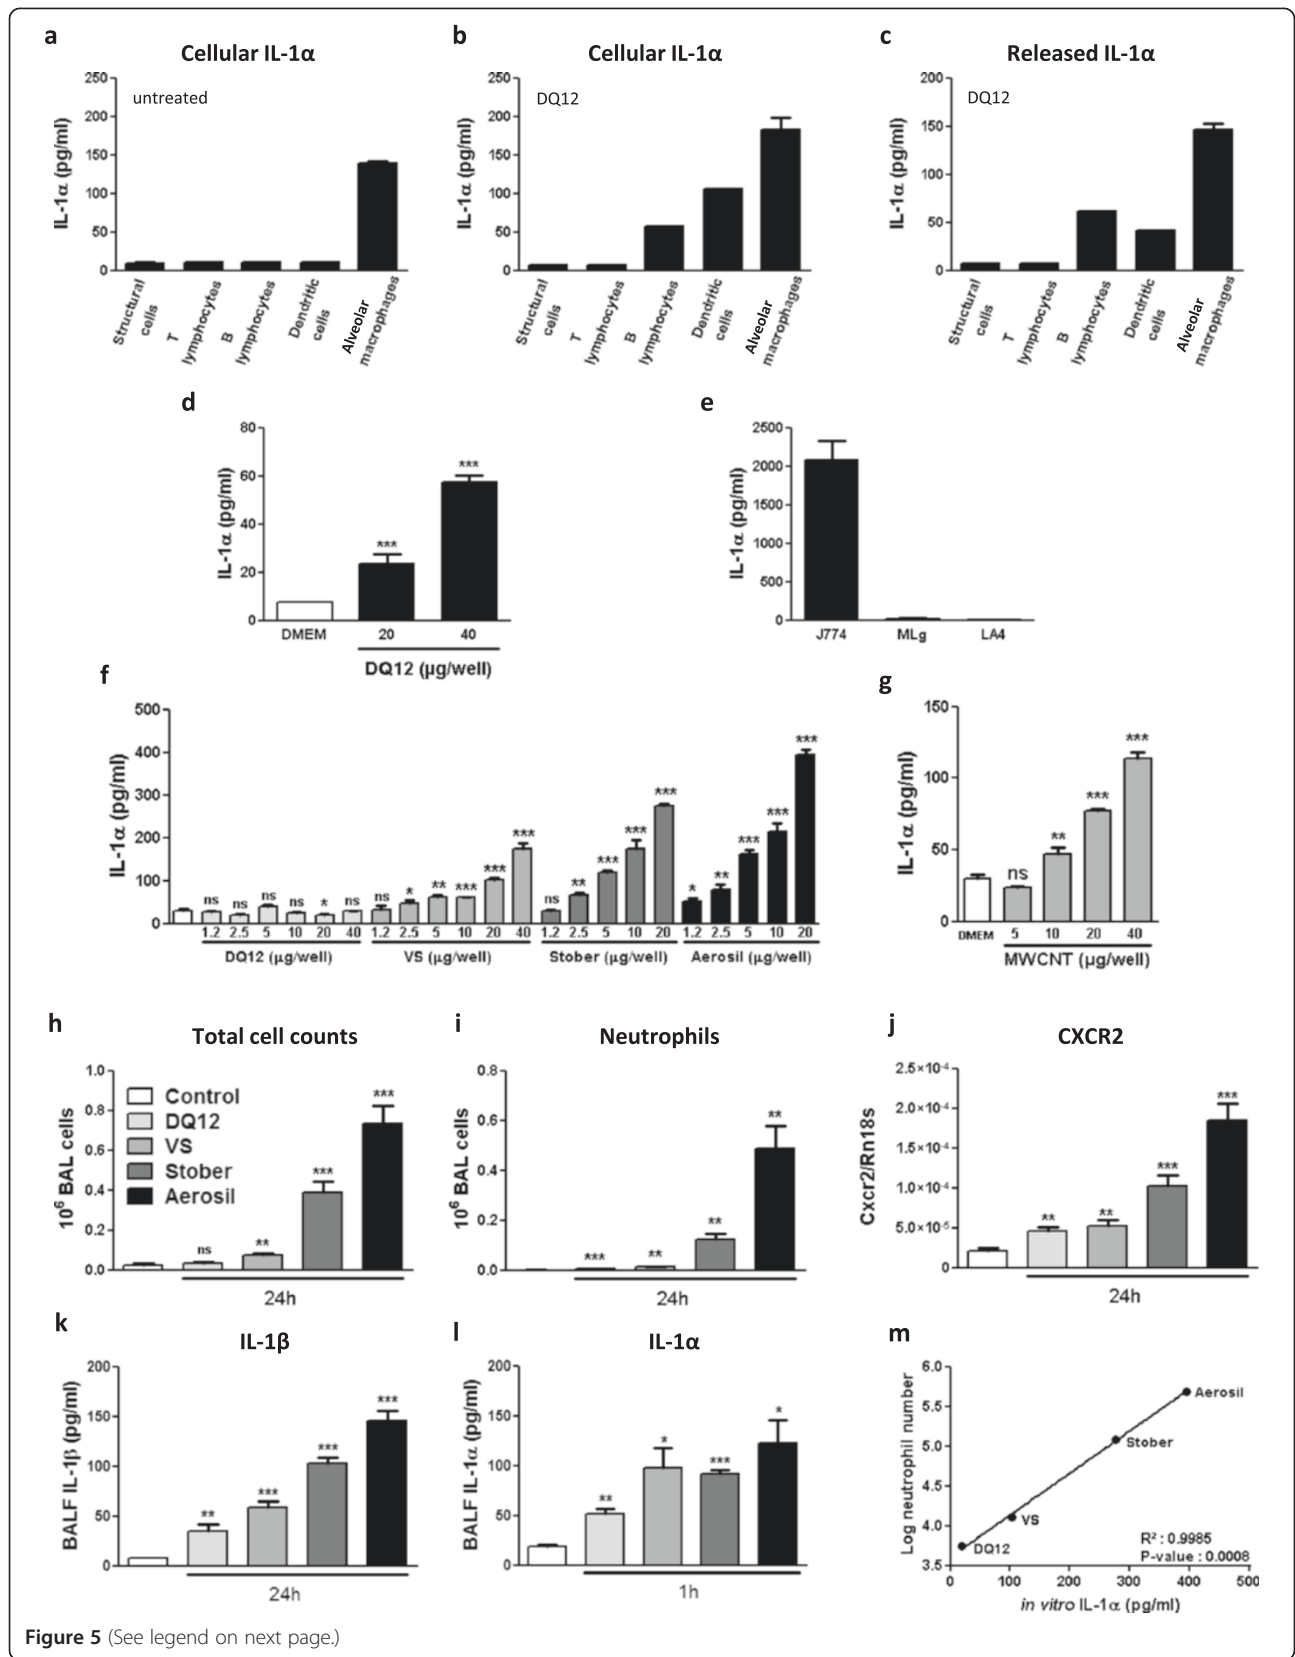 a
Cellular IL-1α
250
200
150
100
50
0
IL-1α (pg/ml)
untreated
Structural cells
T lymphocytes
B lymphocytes
Dendritic cells
Alveolar macrophages
b
Cellular IL-1α
250
200
150
100
50
0
IL-1α (pg/ml)
DQ12
Structural cells
T lymphocytes
B lymphocytes
Dendritic cells
Alveolar macrophages
c
Released IL-1α
200
150
100
50
0
IL-1α (pg/ml)
DQ12
Structural cells
T lymphocytes
B lymphocytes
Dendritic cells
Alveolar macrophages
d
80
60
40
20
0
IL-1α (pg/ml)
*** ***
DMEM 20 40
DQ12 (µg/well)
e
2500
2000
1500
1000
500
0
IL-1α (pg/ml)
J774 MLg LA4
f
500
400
300
200
100
0
IL-1α (pg/ml)
ns ns ns ns * ns ns * ** *** *** *** ns ** *** *** *** * ** *** *** ***
1.2 2.5 5 10 20 40 1.2 2.5 5 10 20 40 1.2 2.5 5 10 20 1.2 2.5 5 10 20
DQ12 (µg/well) VS (µg/well) Stober (µg/well) Aerosil (µg/well)
g
150
100
50
0
IL-1α (pg/ml)
ns ** *** ***
DMEM 5 10 20 40
MWCNT (µg/well)
h
Total cell counts
1.0
0.8
0.6
0.4
0.2
0.0
10⁶ BAL cells
Control
DQ12
VS
Stober
Aerosil
ns ** *** ***
24h
i
Neutrophils
0.8
0.6
0.4
0.2
0.0
10⁶ BAL cells
*** ** ** **
24h
j
CXCR2
2.5×10⁻⁴
2.0×10⁻⁴
1.5×10⁻⁴
1.0×10⁻⁴
5.0×10⁻⁵
0
Cxcr2/Rn18s
** ** *** ***
24h
k
IL-1β
200
150
100
50
0
BALF IL-1β (pg/ml)
** *** *** ***
24h
l
IL-1α
200
150
100
50
0
BALF IL-1α (pg/ml)
** * *** *
1h
m
6.0
5.5
5.0
4.5
4.0
3.5
Log neutrophil number
Aerosil
Stober
VS
DQ12
R² : 0.9985
P-value : 0.0008
0 100 200 300 400 500
in vitro IL-1α (pg/ml)
Figure 5 (See legend on next page.)